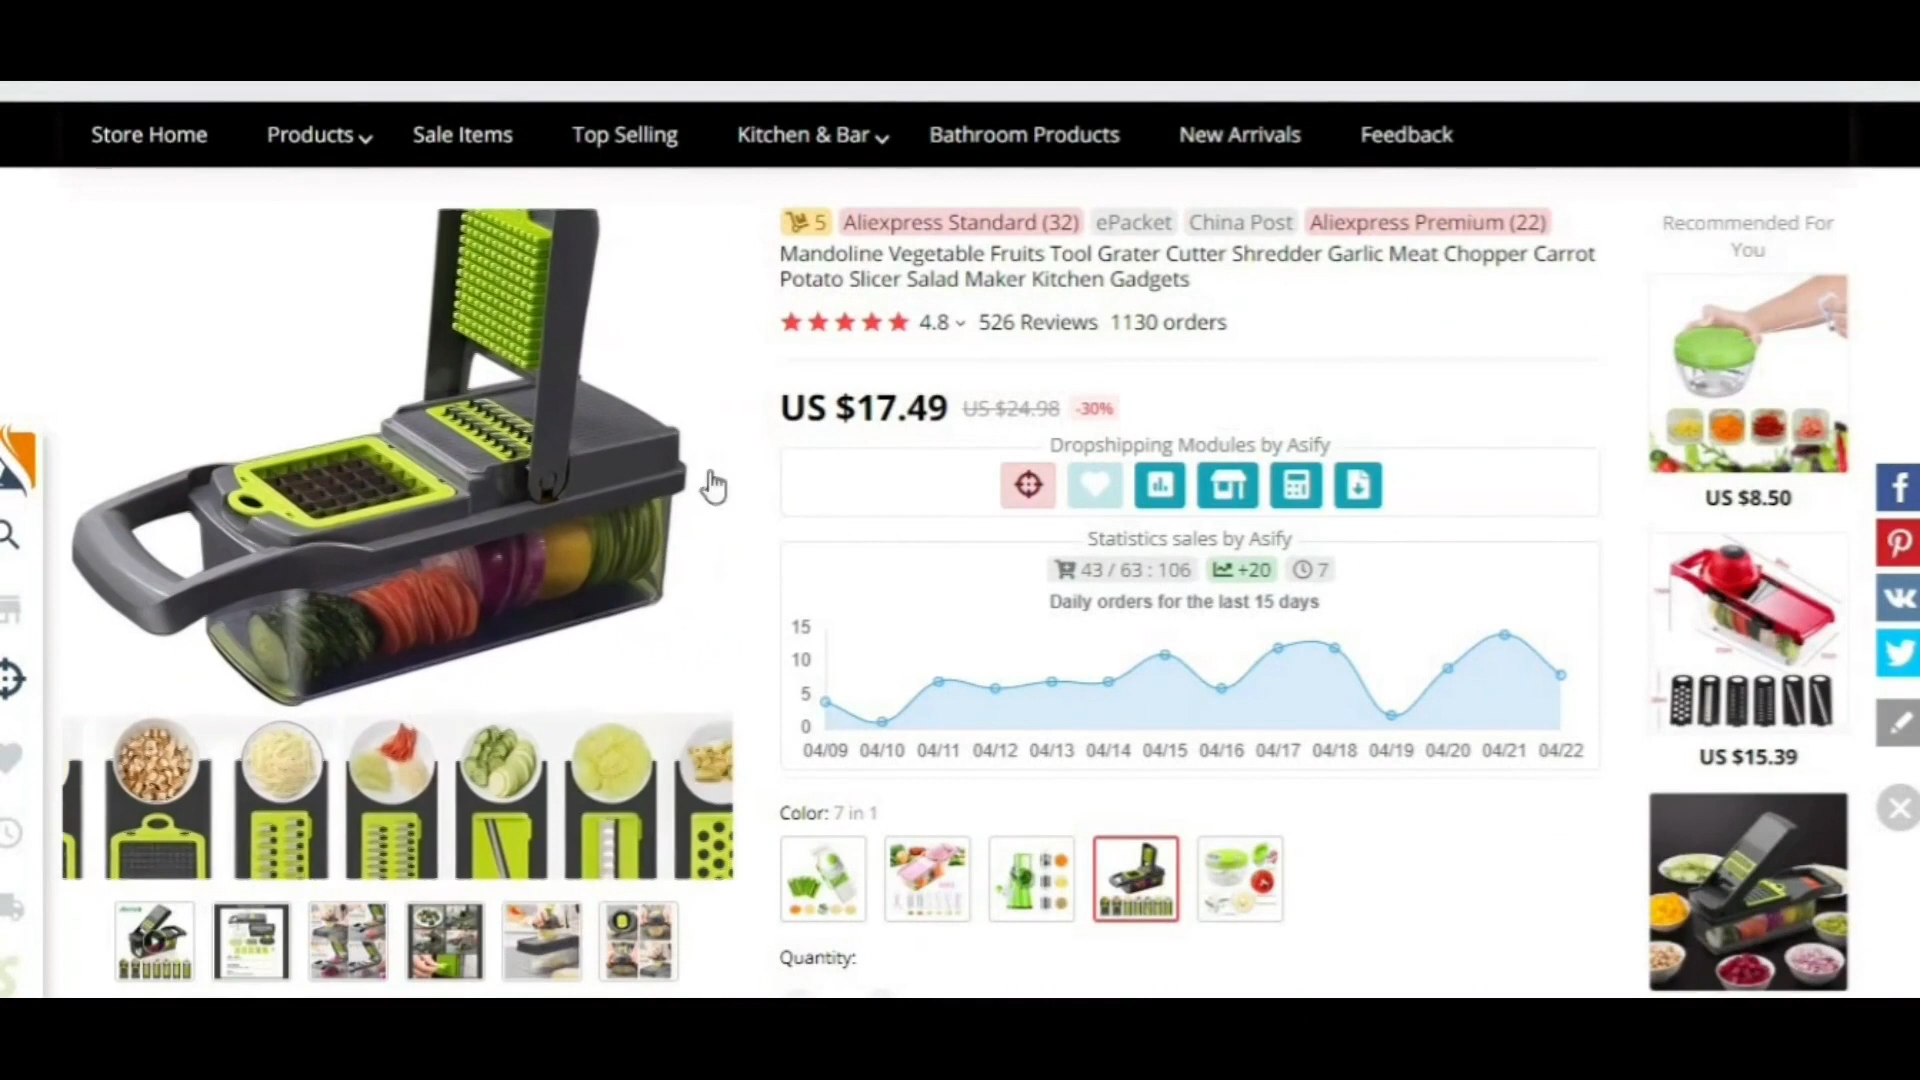 Store Home Products Sale Items Top Selling Kitchen & Bar Bathroom Products New Arrivals Feedback
5 Aliexpress Standard (32) ePacket China Post Aliexpress Premium (22)
Mandoline Vegetable Fruits Tool Grater Cutter Shredder Garlic Meat Chopper Carrot
Potato Slicer Salad Maker Kitchen Gadgets
4.8 526 Reviews 1130 orders
US $17.49 US $24.98 -30%
Dropshipping Modules by Asify
Statistics sales by Asify
43 / 63 : 106 +20 7
Daily orders for the last 15 days
15
10
5
0
04/09 04/10 04/11 04/12 04/13 04/14 04/15 04/16 04/17 04/18 04/19 04/20 04/21 04/22
Color: 7 in 1
Quantity:
Recommended For
You
US $8.50
US $15.39